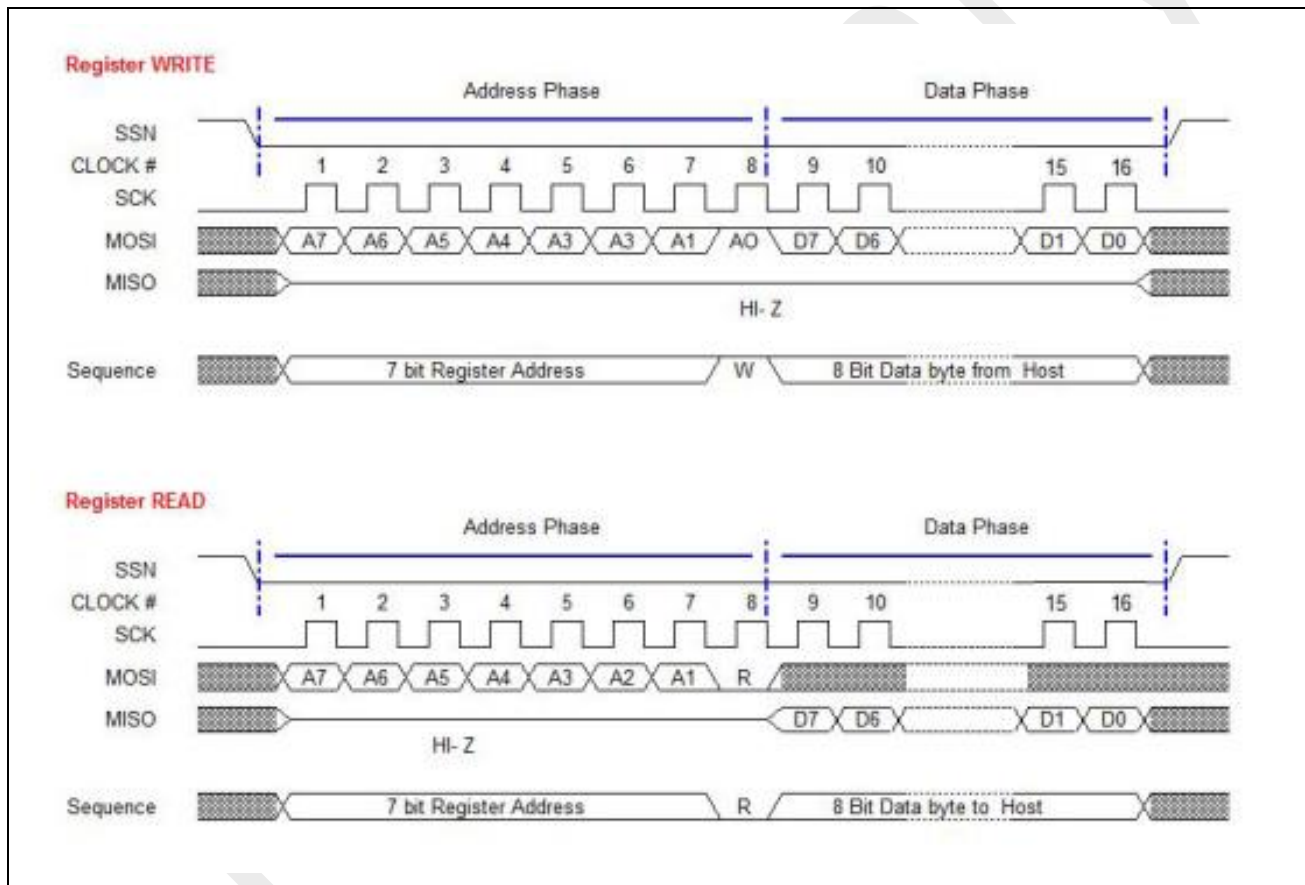 Register WRITE
Address Phase Data Phase
SSN
CLOCK # 1 2 3 4 5 6 7 8 9 10 15 16
SCK
MOSI A7 A6 A5 A4 A3 A3 A1 AO D7 D6 D1 D0
MISO
HI- Z
Sequence 7 bit Register Address W 8 Bit Data byte from Host
Register READ
Address Phase Data Phase
SSN
CLOCK # 1 2 3 4 5 6 7 8 9 10 15 16
SCK
MOSI A7 A6 A5 A4 A3 A2 A1 R
MISO D7 D6 D1 D0
HI- Z
Sequence 7 bit Register Address R 8 Bit Data byte to Host